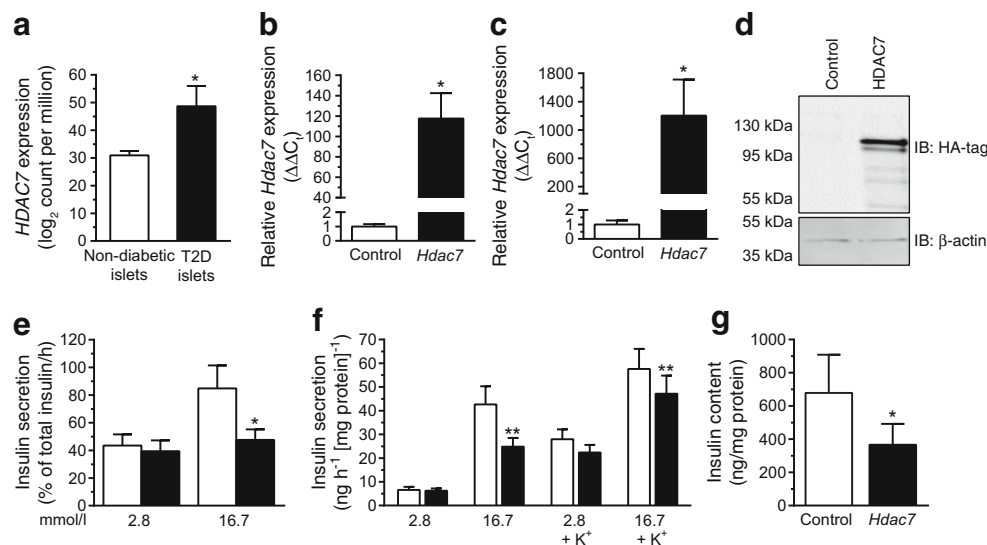 a
HDAC7 expression
(log₂ count per million)
60
50
40
30
20
10
0
*
Non-diabetic
islets
T2D
islets
b
Relative Hdac7 expression
(ΔΔCₜ)
160
140
120
100
80
60
40
2
1
0
*
Control
Hdac7
c
Relative Hdac7 expression
(ΔΔCₜ)
1800
1600
1400
1200
1000
800
600
2
1
0
*
Control
Hdac7
d
Control
HDAC7
130 kDa
95 kDa
55 kDa
55 kDa
35 kDa
IB: HA-tag
IB: β-actin
e
Insulin secretion
(% of total insulin/h)
120
100
80
60
40
20
0
*
mmol/l
2.8
16.7
f
Insulin secretion
(ng h⁻¹ [mg protein]⁻¹)
70
60
50
40
30
20
10
0
**
**
2.8
16.7
2.8
+ K⁺
16.7
+ K⁺
g
Insulin content
(ng/mg protein)
1000
800
600
400
200
0
*
Control
Hdac7